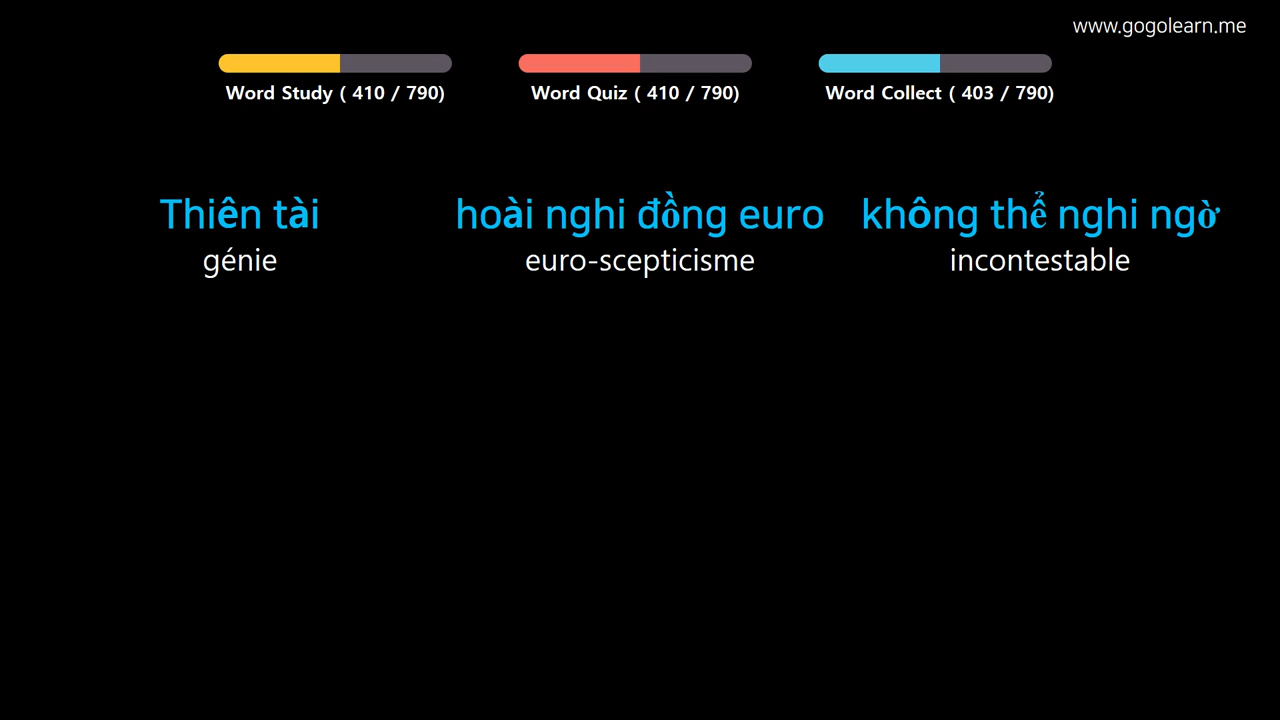 www.gogolearn.me
Word Study ( 410 / 790)
Word Quiz ( 410 / 790)
Word Collect ( 403 / 790)
Thiên tài
hoài nghi đồng euro
không thể nghi ngờ
génie
euro-scepticisme
incontestable